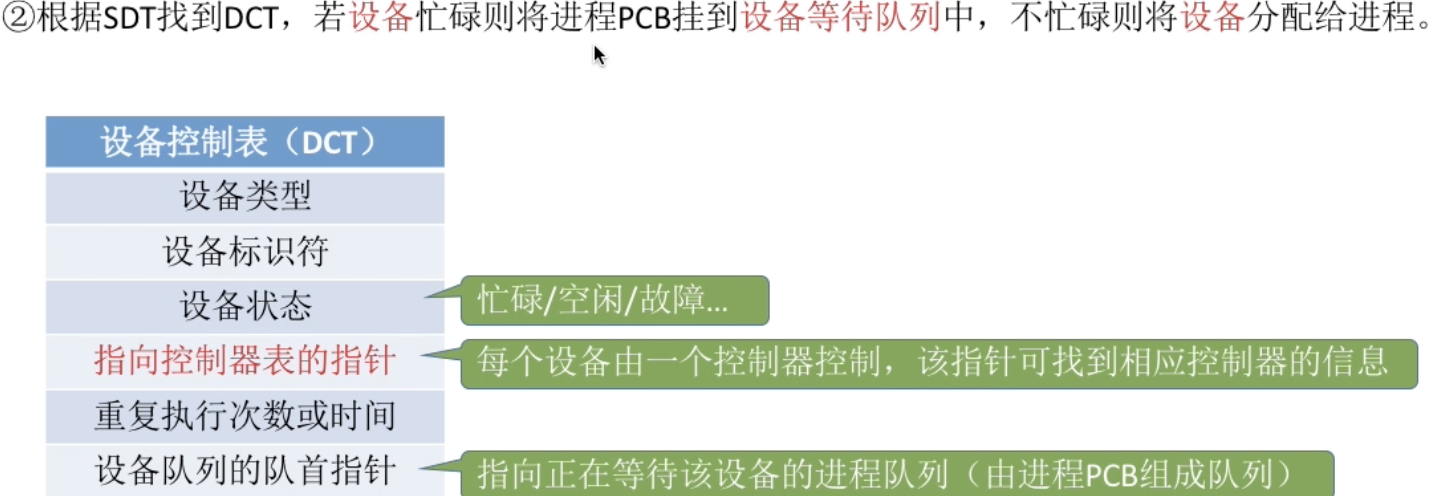 ②根据SDT找到DCT，若设备忙碌则将进程PCB挂到设备等待队列中，不忙碌则将设备分配给进程。
设备控制表（DCT）
设备类型
设备标识符
设备状态
忙碌/空闲/故障...
指向控制器表的指针
每个设备由一个控制器控制，该指针可找到相应控制器的信息
重复执行次数或时间
设备队列的队首指针
指向正在等待该设备的进程队列（由进程PCB组成队列）